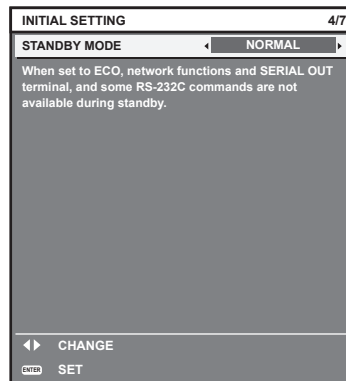 INITIAL SETTING 4/7
STANDBY MODE NORMAL
When set to ECO, network functions and SERIAL OUT
terminal, and some RS-232C commands are not
available during standby.
CHANGE
ENTER SET